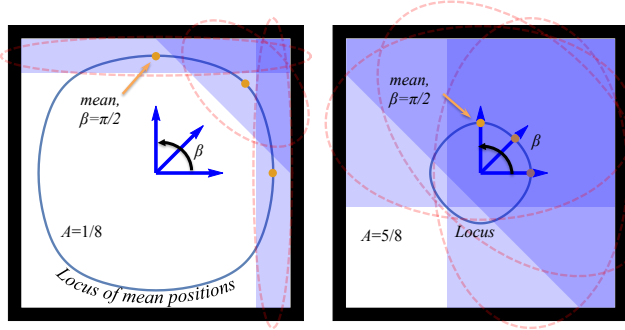 mean,
β=π/2
β
A=1/8
Locus of mean positions
mean,
β=π/2
β
A=5/8
Locus